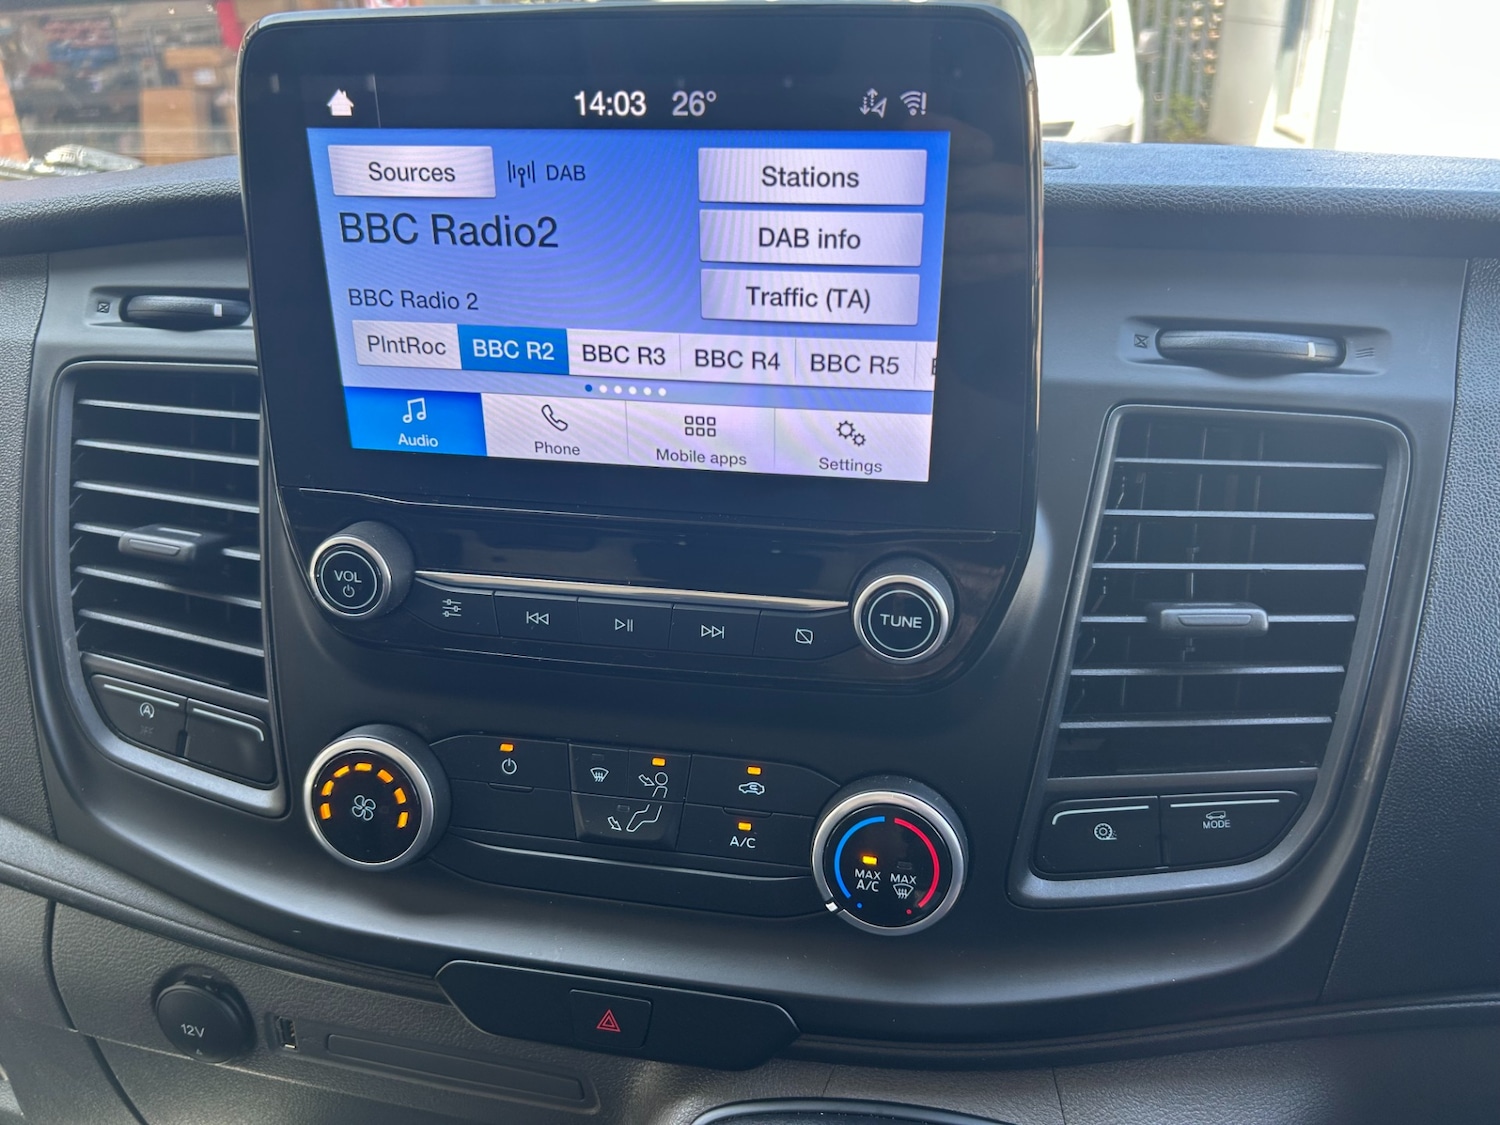 14:03 26°
Sources DAB
Stations
BBC Radio2
DAB info
BBC Radio 2
Traffic (TA)
PlntRoc BBC R2 BBC R3 BBC R4 BBC R5
Audio Phone Mobile apps Settings
VOL
TUNE
A
OFF
A/C
MAX MAX
A/C
MODE
12V